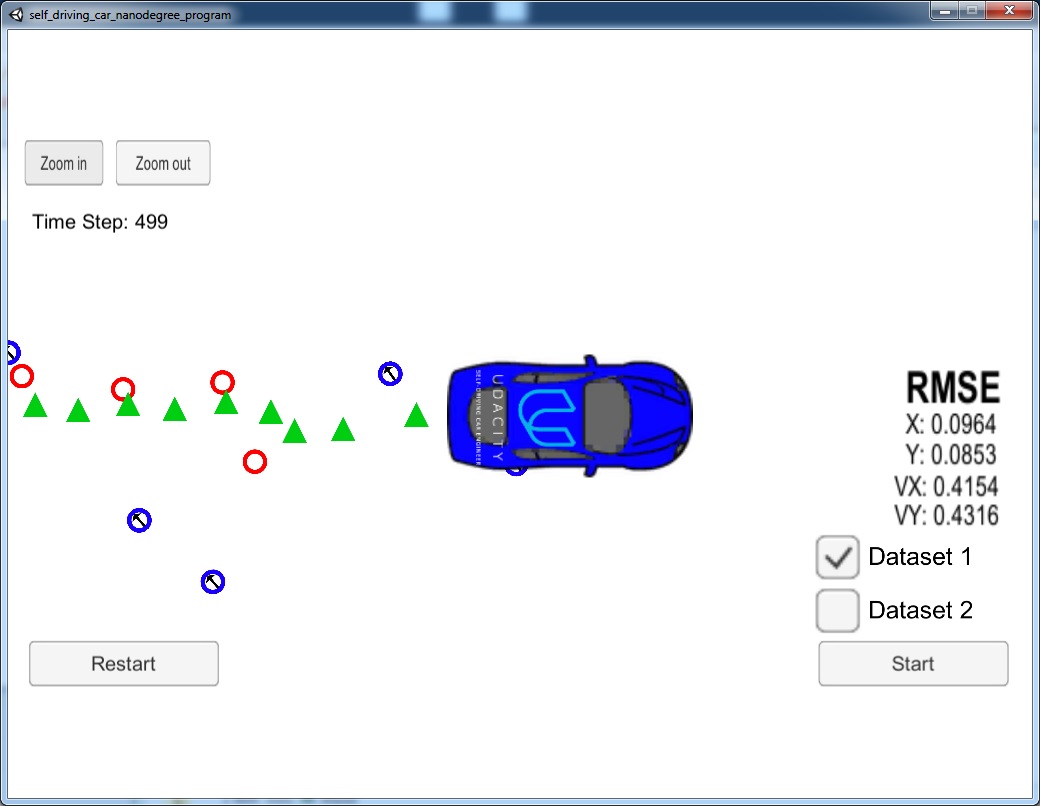 self_driving_car_nanodegree_program
Zoom in
Zoom out
Time Step: 499
UDACITY
SELF-DRIVING CAR ENGINEER
RMSE
X: 0.0964
Y: 0.0853
VX: 0.4154
VY: 0.4316
Dataset 1
Dataset 2
Restart
Start